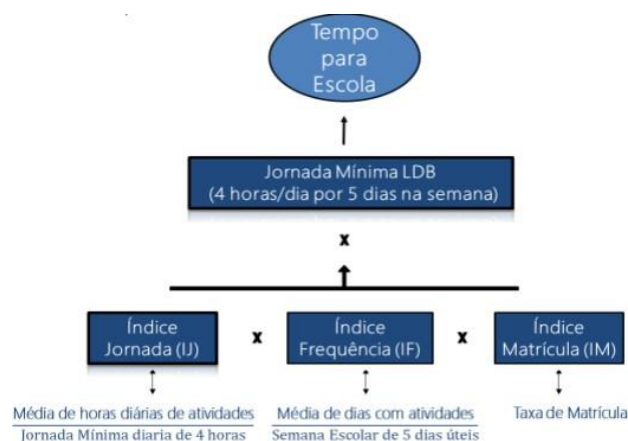 Tempo
para
Escola
Jornada Mínima LDB
(4 horas/dia por 5 dias na semana)
x
Índice
Jornada (IJ)
x
Índice
Frequência (IF)
x
Índice
Matrícula (IM)
Média de horas diárias de atividades
Jornada Mínima diaria de 4 horas
Média de dias com atividades
Semana Escolar de 5 dias úteis
Taxa de Matrícula